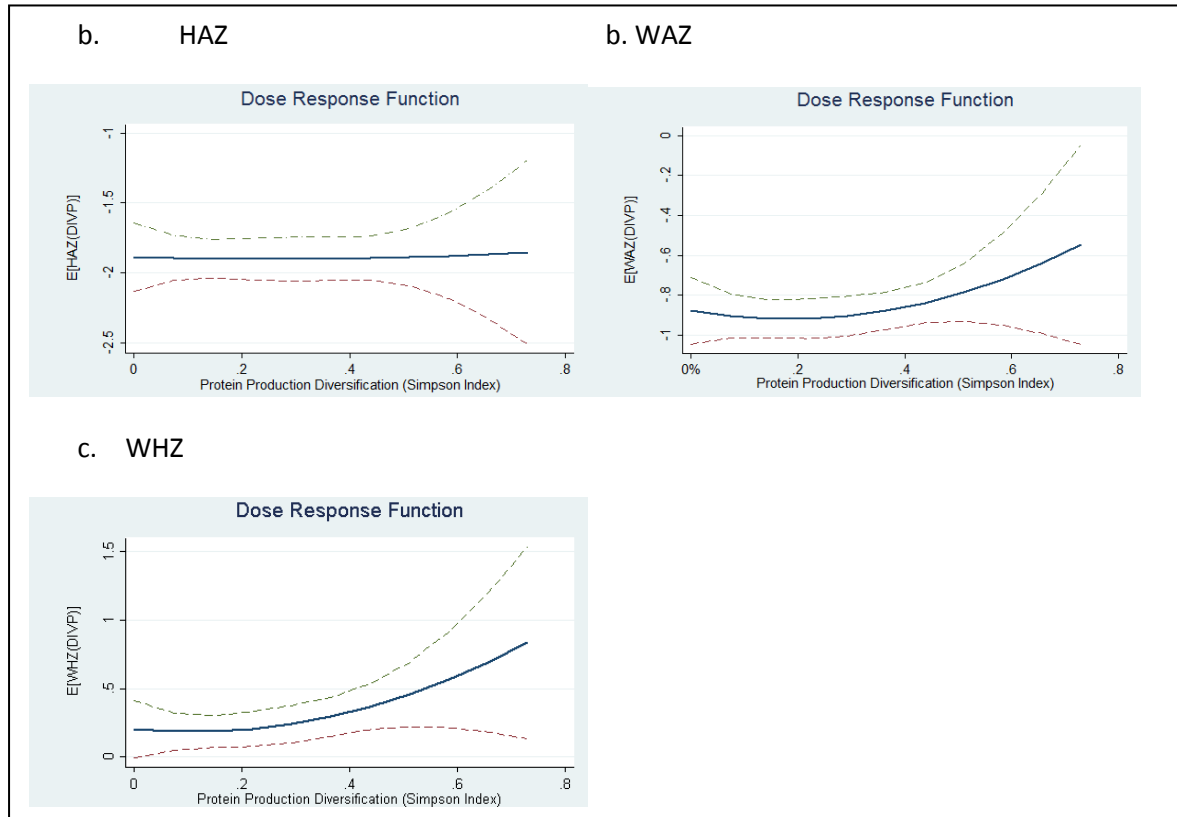 b. HAZ
b. WAZ
Dose Response Function
E[HAZ(DIVP)]
-1
-1.5
-2
-2.5
0 .2 .4 .6 .8
Protein Production Diversification (Simpson Index)
Dose Response Function
E[WAZ(DIVP)]
0
-.2
-.4
-.6
-.8
-1
0% .2 .4 .6 .8
Protein Production Diversification (Simpson Index)
c. WHZ
Dose Response Function
E[WHZ(DIVP)]
1.5
1
.5
0
0 .2 .4 .6 .8
Protein Production Diversification (Simpson Index)